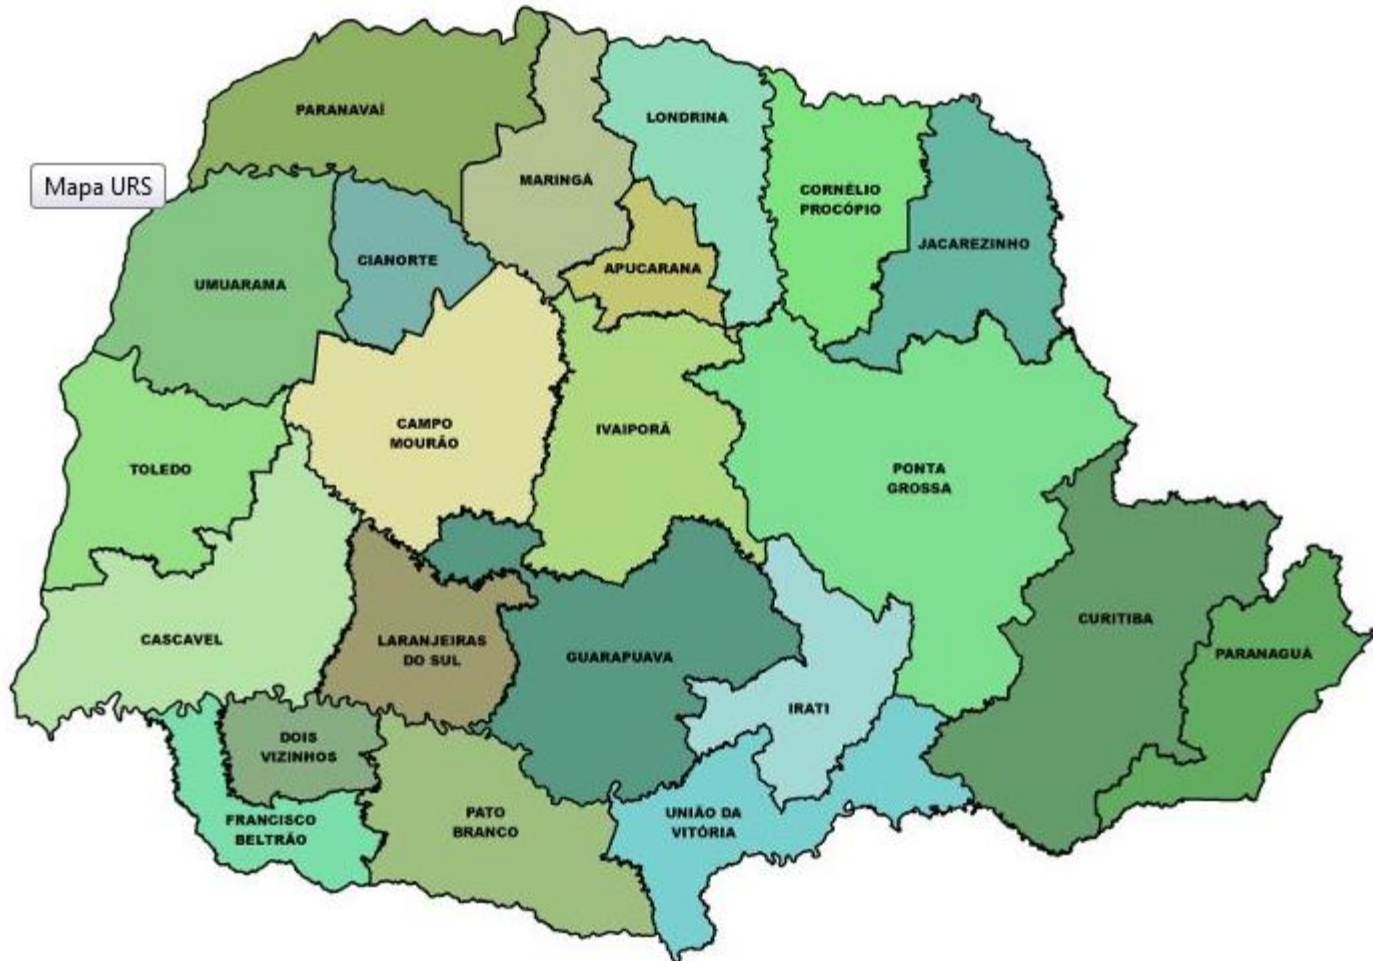 PARANAVAÍ
LONDRINA
MARINGÁ
Mapa URS
CORNÉLIO
PROCÓPIO
JACAREZINHO
CIANORTE
APUCARANA
UMUARAMA
CAMPO
MOURÃO
IVAIPORÃ
TOLEDO
PONTA
GROSSA
CURITIBA
CASCAVEL
LARANJEIRAS
DO SUL
GUARAPUAVA
PARANAGUÁ
IRATI
DOIS
VIZINHOS
FRANCISCO
BELTRÃO
PATO
BRANCO
UNIÃO DA
VITÓRIA